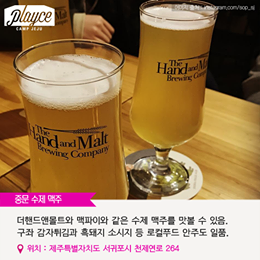 playce
CAMP JEJU
The
Hand and Malt
Brewing Company
The
Hand and Malt
Brewing Company
중문 수제 맥주
더핸드앤몰트와 맥파이와 같은 수제 맥주를 맛볼 수 있음.
구좌 감자튀김과 흑돼지 소시지 등 로컬푸드 안주도 일품.
위치 : 제주특별자치도 서귀포시 천제연로 264